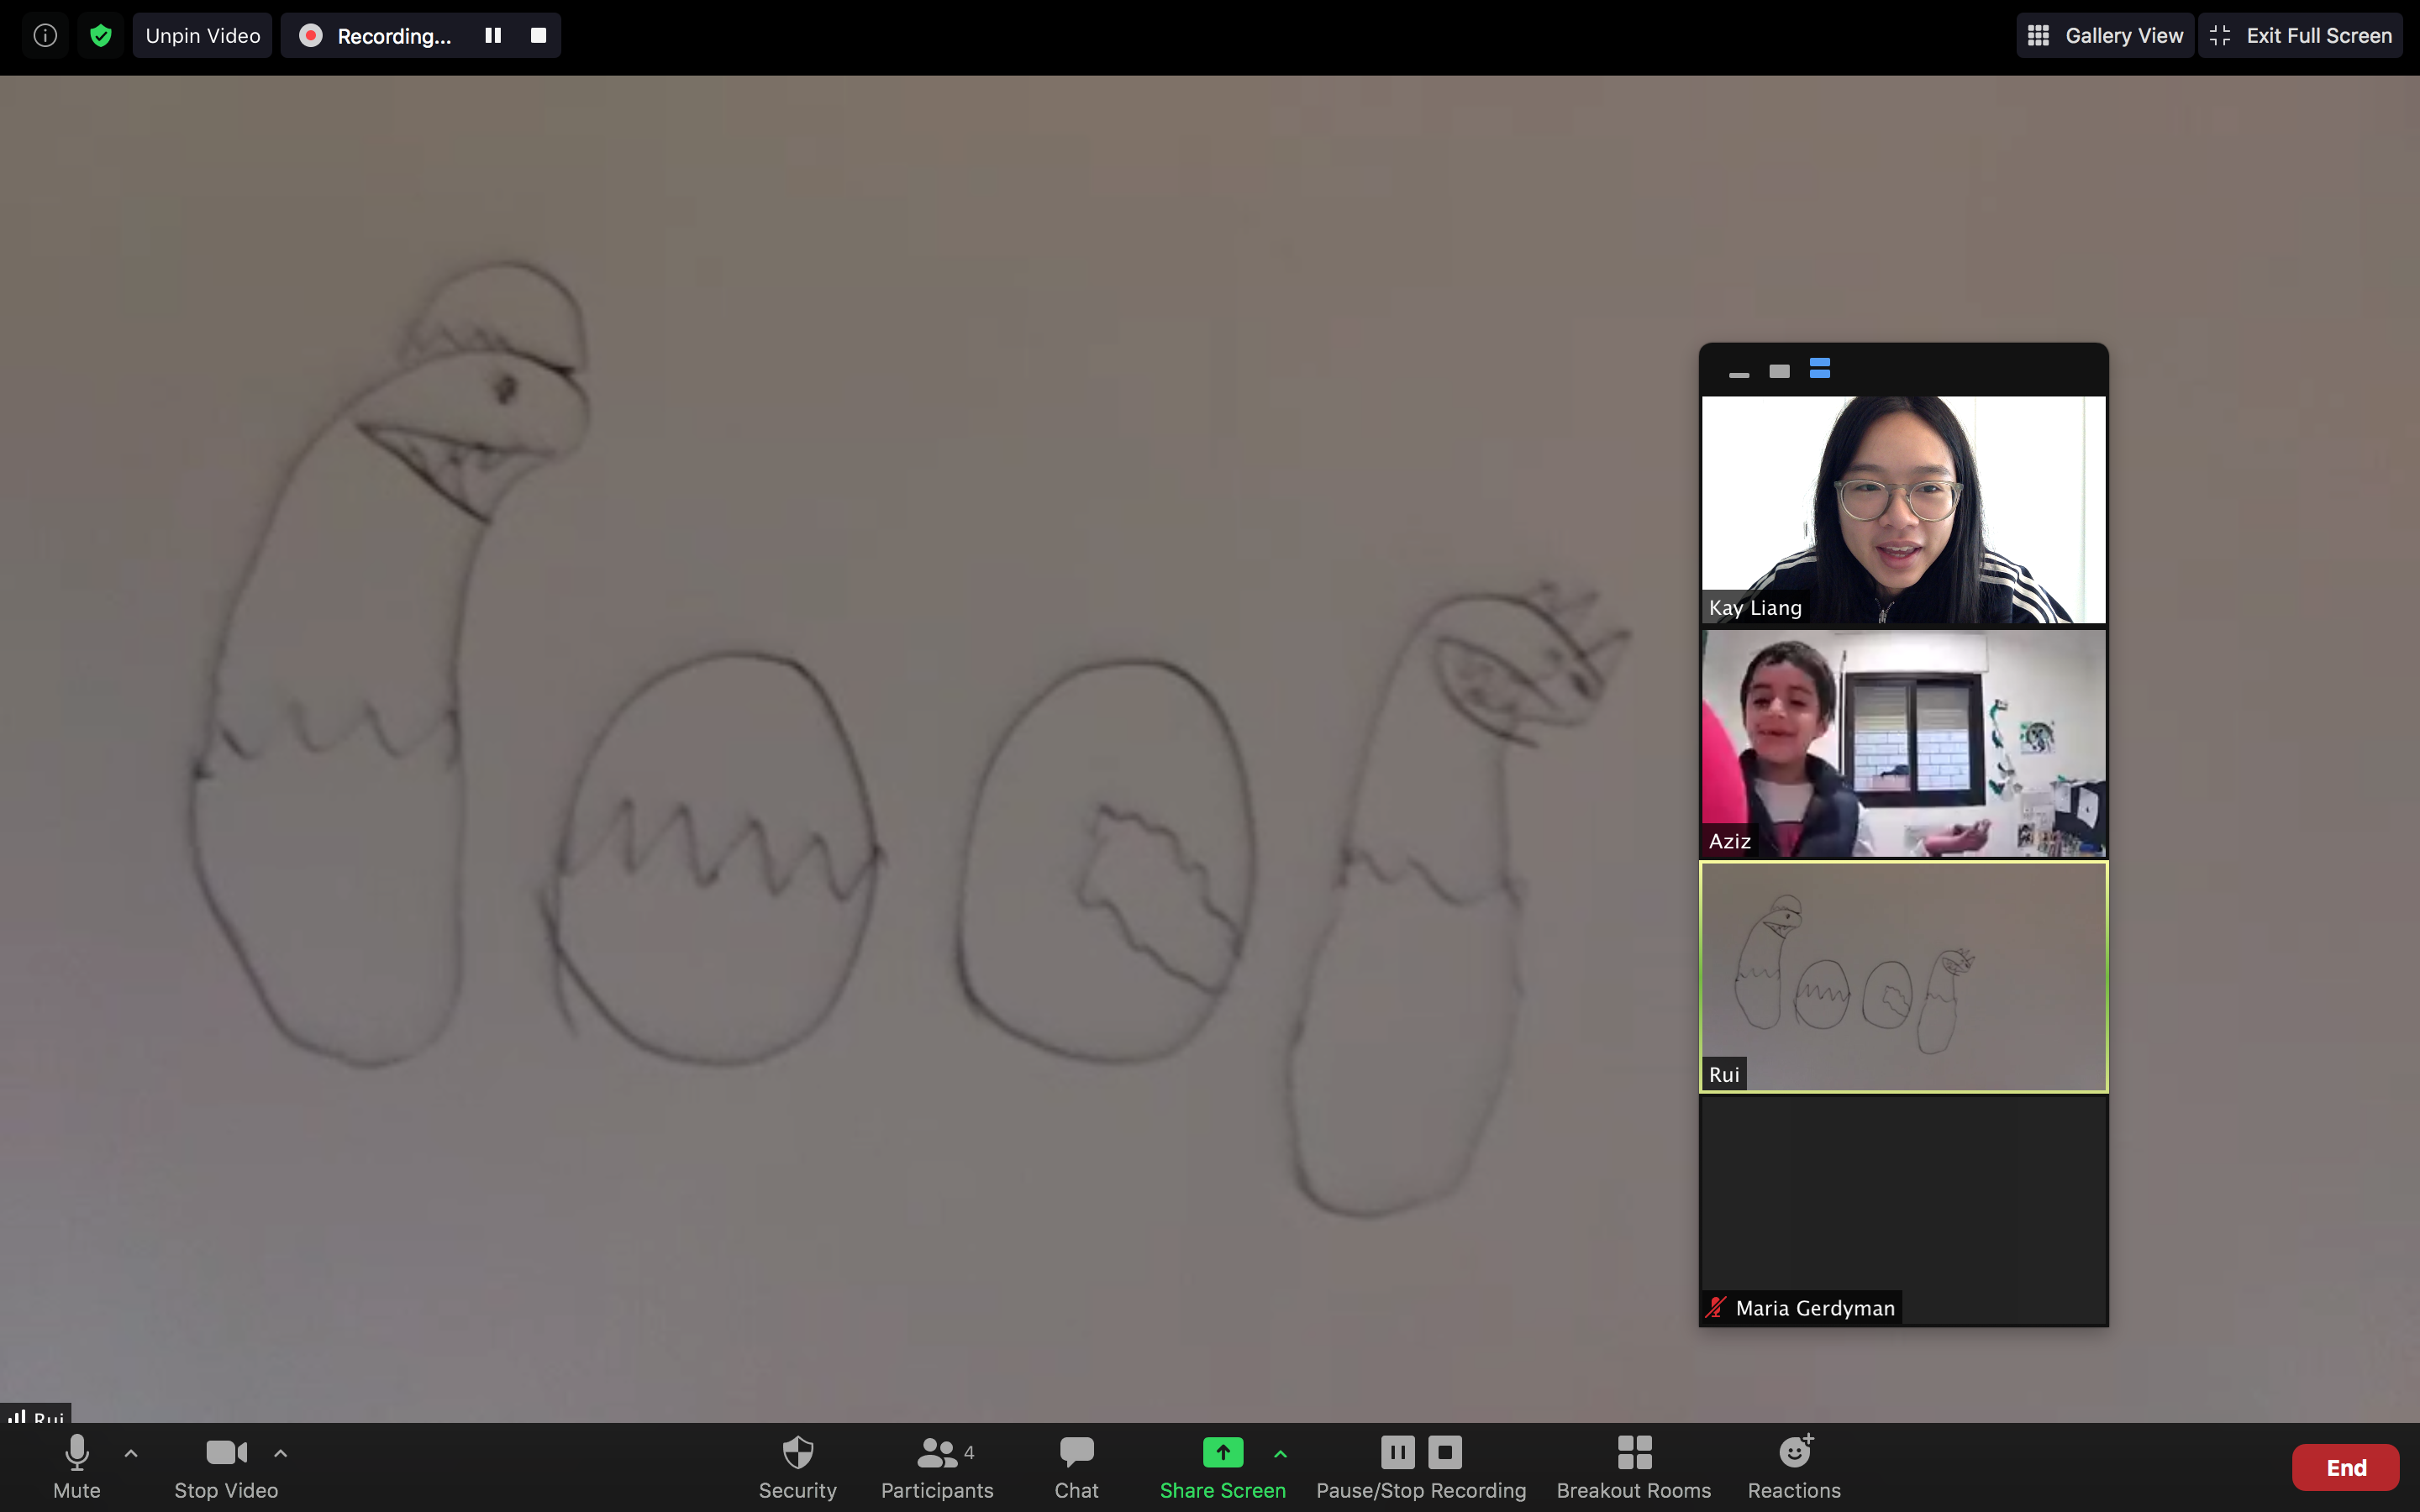 Unpin Video
Recording...
Gallery View
Exit Full Screen
Kay Liang
Aziz
Rui
Maria Gerdyman
Rui
Mute
Stop Video
Security
Participants
4
Chat
Share Screen
Pause/Stop Recording
Breakout Rooms
Reactions
End